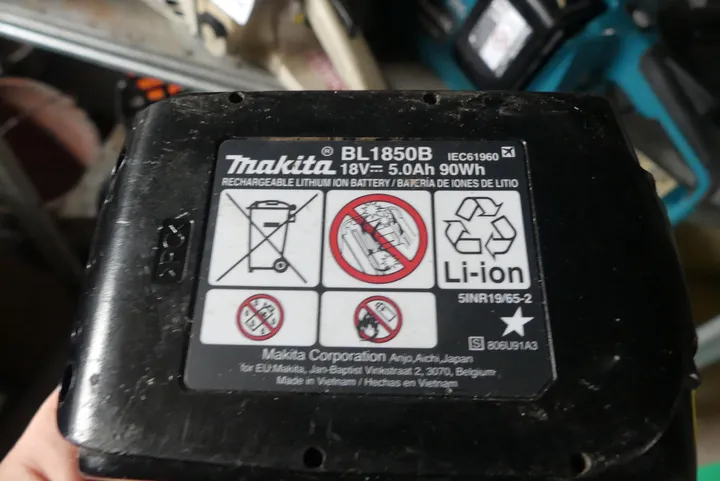 makita® BL1850B IEC61960
18V 5.0Ah 90Wh
RECHARGEABLE LITHIUM ION BATTERY / BATERÍA DE IONES DE LITIO
Li-ion
5INR19/65-2
S 806U91A3
Makita Corporation Anjo,Aichi,Japan
for EU:Makita, Jan-Baptist Vinkstraat 2, 3070, Belgium
Made in Vietnam / Hechas en Vietnam